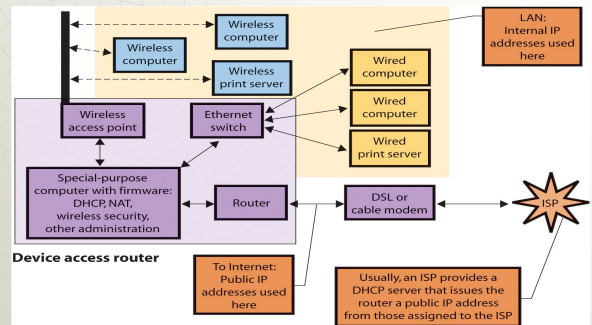 Wireless
computer
LAN:
Internal IP
addresses used
here
Wireless
computer
Wireless
print server
Wired
computer
Wired
computer
Wired
print server
Wireless
access point
Ethernet
switch
Special-purpose
computer with firmware:
DHCP, NAT,
wireless security,
other administration
Router
DSL or
cable modem
ISP
Device access router
To Internet:
Public IP
addresses used
here
Usually, an ISP provides a
DHCP server that issues the
router a public IP address
from those assigned to the ISP